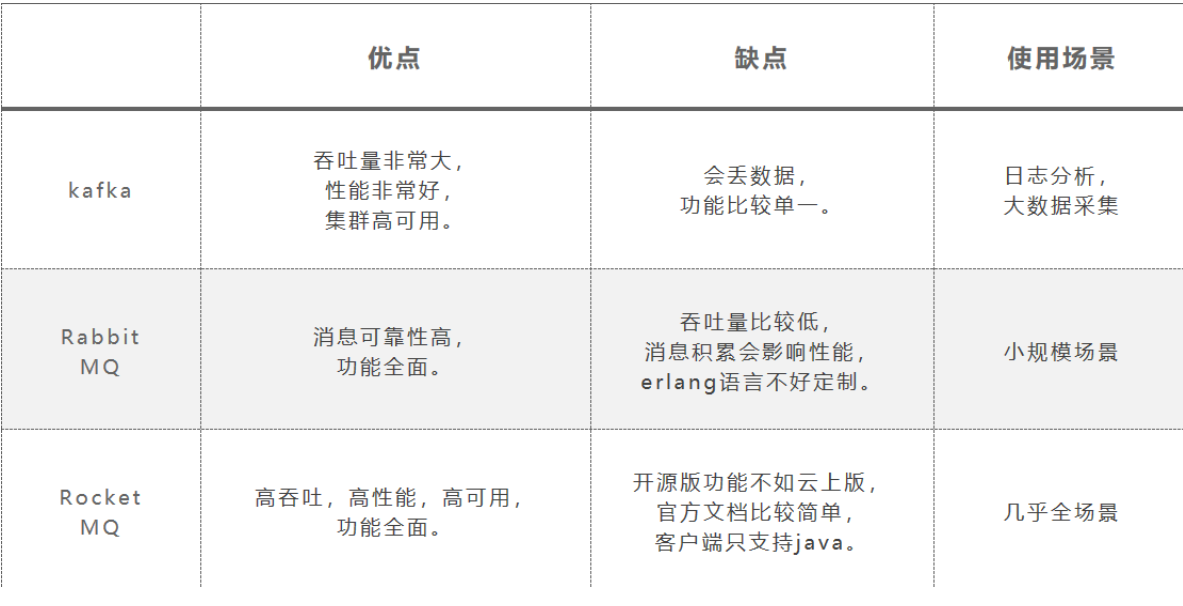 优点
缺点
使用场景
kafka
吞吐量非常大，
性能非常好，
集群高可用。
会丢数据，
功能比较单一。
日志分析，
大数据采集
Rabbit
MQ
消息可靠性高，
功能全面。
吞吐量比较低，
消息积累会影响性能，
erlang语言不好定制。
小规模场景
Rocket
MQ
高吞吐，高性能，高可用，
功能全面。
开源版功能不如云上版，
官方文档比较简单，
客户端只支持java。
几乎全场景